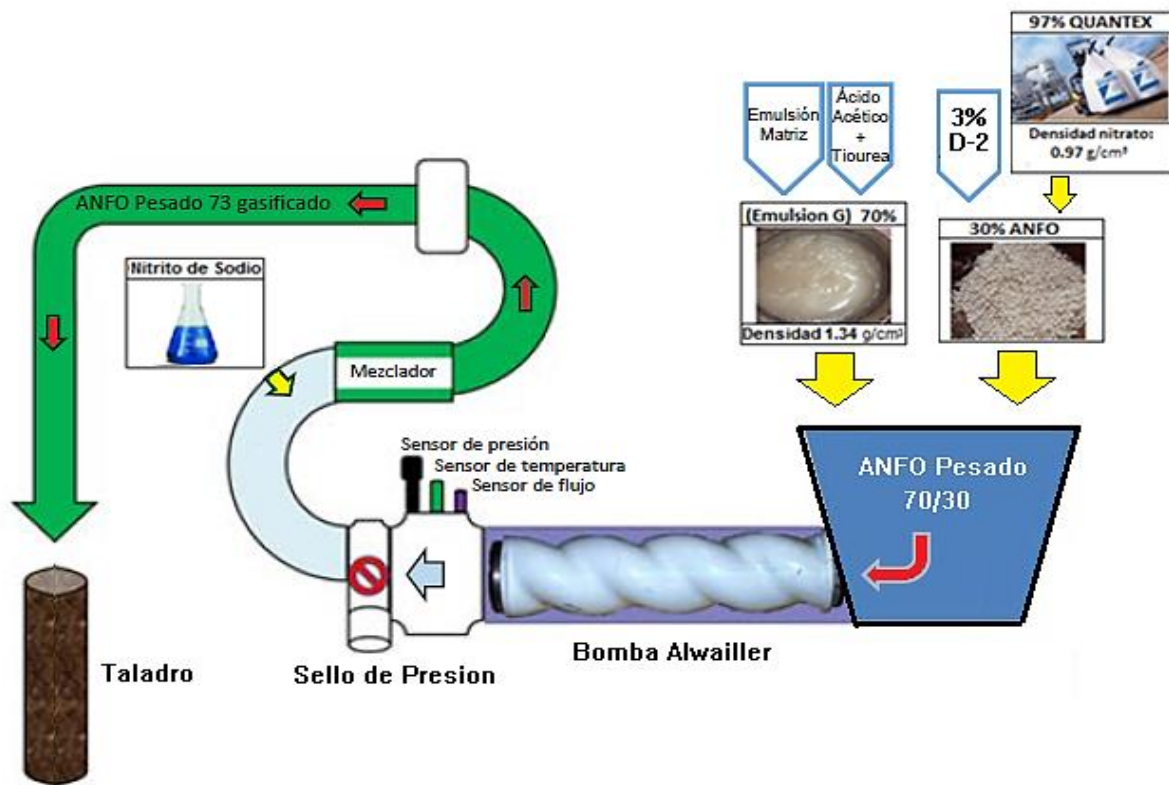 97% QUANTEX
Densidad nitrato:
0.97 g/cm³
Emulsión
Matriz
Ácido
Acético
+
Tiourea
3%
D-2
(Emulsion G) 70%
Densidad 1.34 g/cm³
30% ANFO
ANFO Pesado 73 gasificado
Nitrito de Sodio
Mezclador
Sensor de presión
Sensor de temperatura
Sensor de flujo
ANFO Pesado
70/30
Bomba Alwailler
Sello de Presion
Taladro